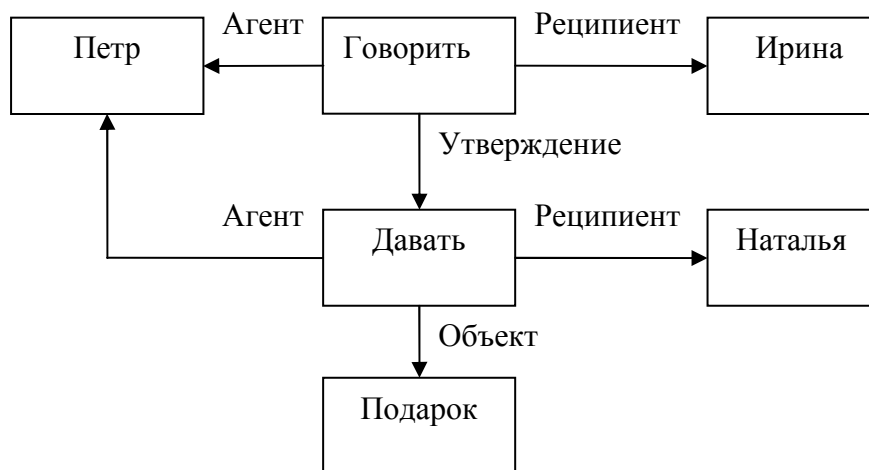 Агент
Реципиент
Петр
Говорить
Ирина
Утверждение
Агент
Реципиент
Давать
Наталья
Объект
Подарок